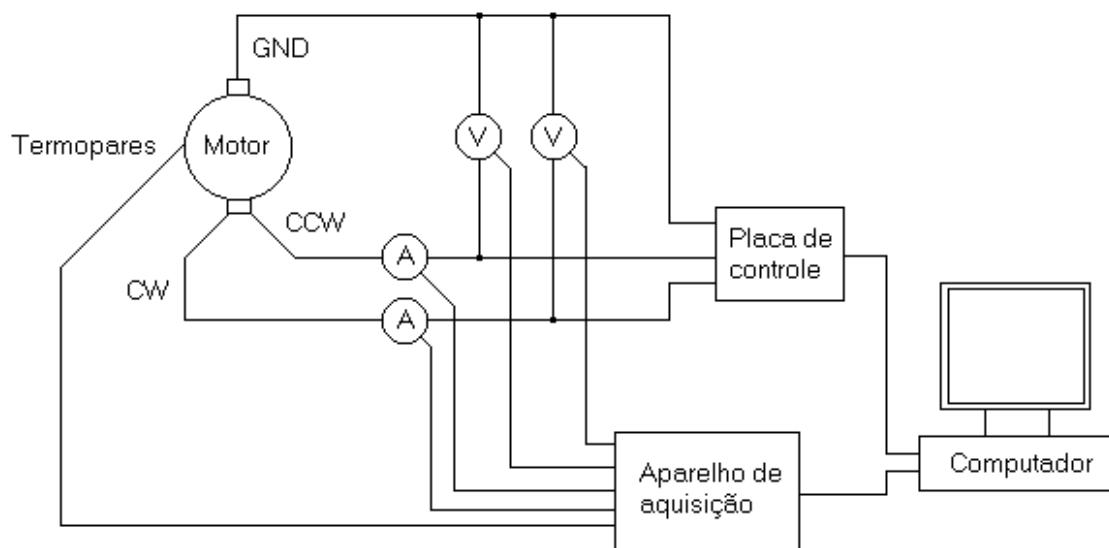 GND
Termopares
Motor
V
V
CCW
A
CW
A
Placa de
controle
Aparelho de
aquisição
Computador